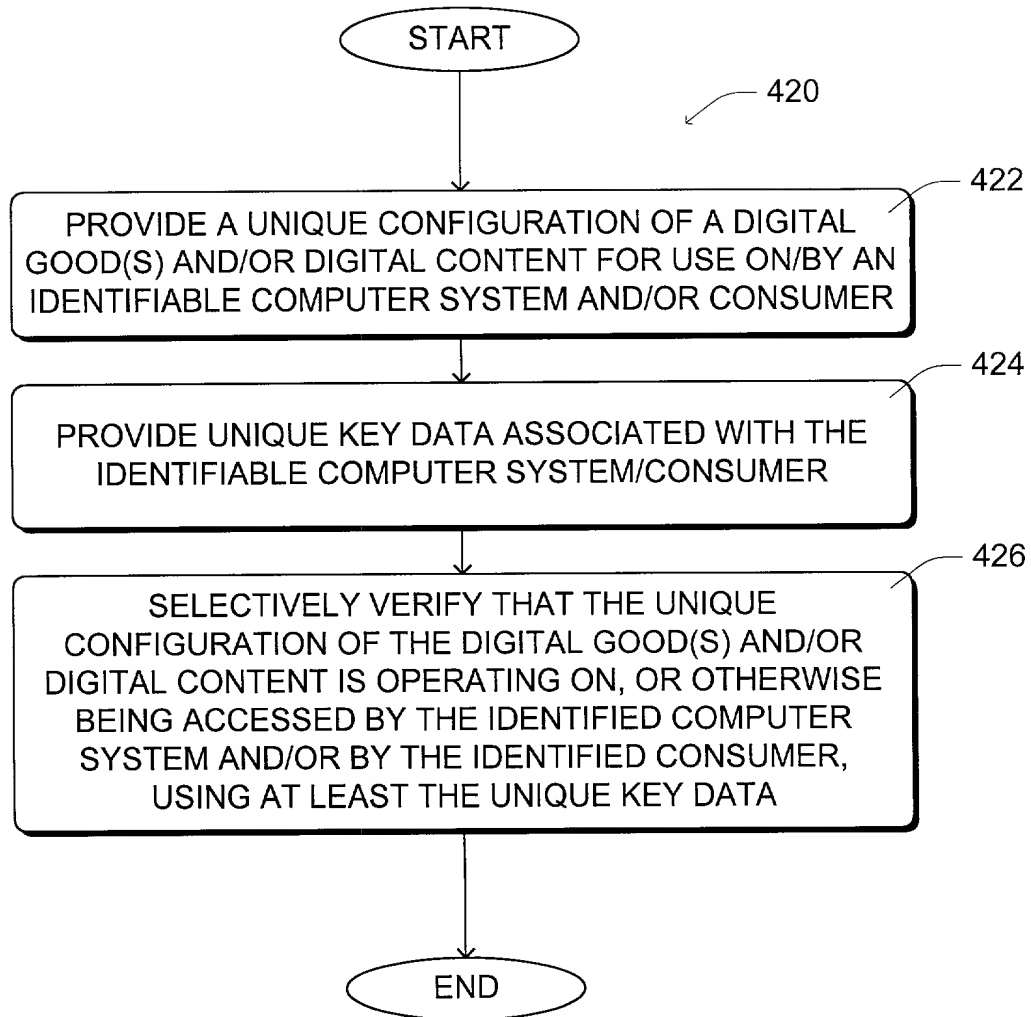 START
420
422
PROVIDE A UNIQUE CONFIGURATION OF A DIGITAL
GOOD(S) AND/OR DIGITAL CONTENT FOR USE ON/BY AN
IDENTIFIABLE COMPUTER SYSTEM AND/OR CONSUMER
424
PROVIDE UNIQUE KEY DATA ASSOCIATED WITH THE
IDENTIFIABLE COMPUTER SYSTEM/CONSUMER
426
SELECTIVELY VERIFY THAT THE UNIQUE
CONFIGURATION OF THE DIGITAL GOOD(S) AND/OR
DIGITAL CONTENT IS OPERATING ON, OR OTHERWISE
BEING ACCESSED BY THE IDENTIFIED COMPUTER
SYSTEM AND/OR BY THE IDENTIFIED CONSUMER,
USING AT LEAST THE UNIQUE KEY DATA
END